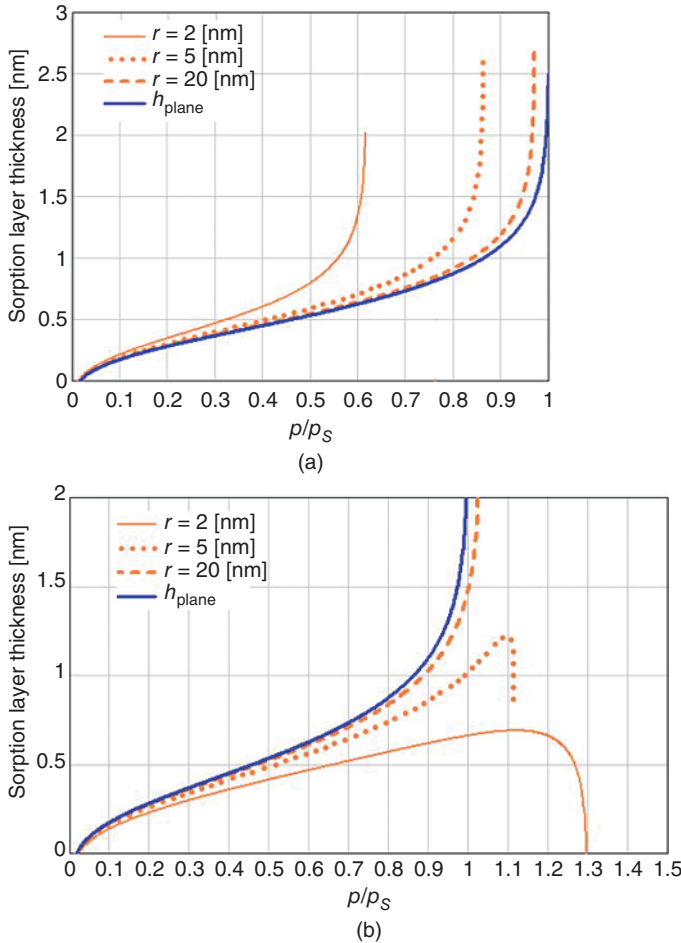 3
2.5
2
1.5
1
0.5
0
Sorption layer thickness [nm]
r = 2 [nm]
r = 5 [nm]
r = 20 [nm]
h_plane
0 0.1 0.2 0.3 0.4 0.5 0.6 0.7 0.8 0.9 1
p/p_S
(a)
2
1.5
1
0.5
0
Sorption layer thickness [nm]
r = 2 [nm]
r = 5 [nm]
r = 20 [nm]
h_plane
0 0.1 0.2 0.3 0.4 0.5 0.6 0.7 0.8 0.9 1 1.1 1.2 1.3 1.4 1.5
p/p_S
(b)